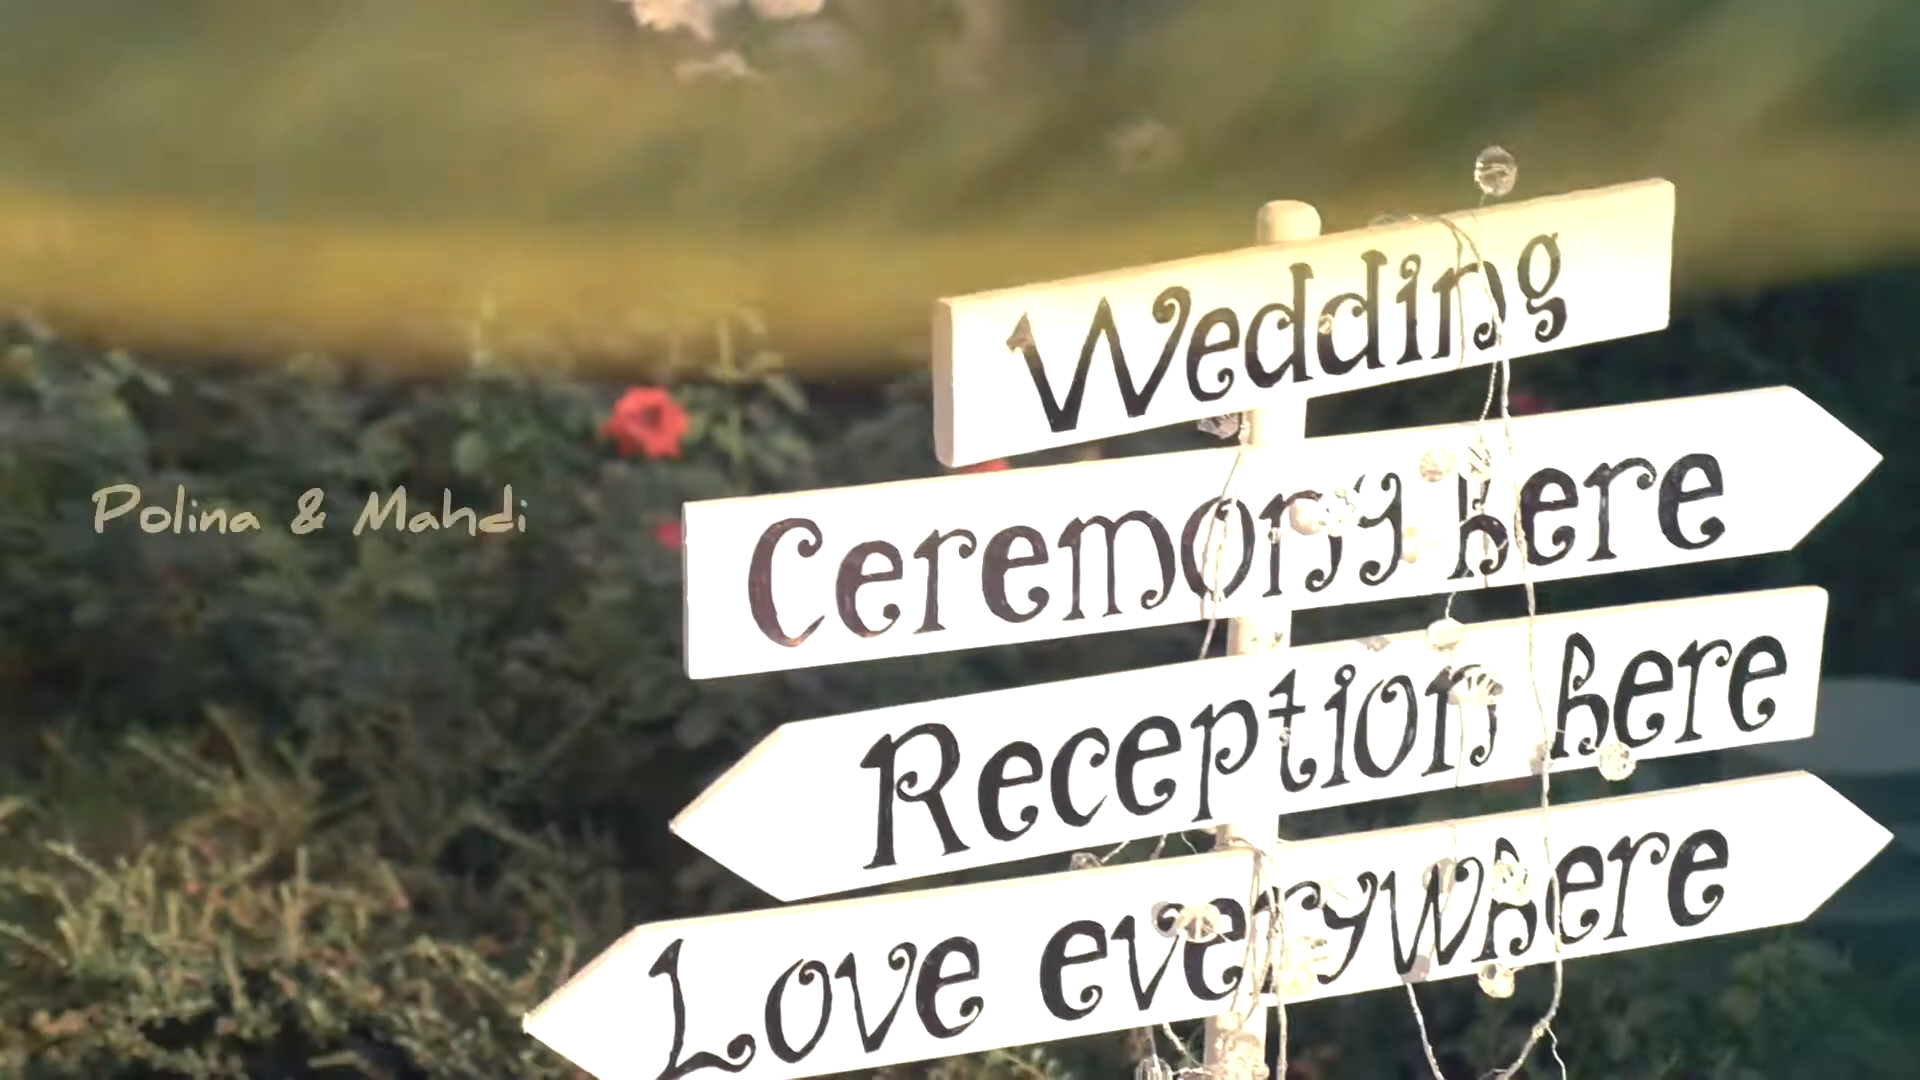 Polina & Mahdi
Wedding
Ceremony here
Reception here
Love everywhere